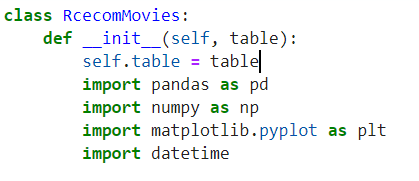 class RcecomMovies:
    def __init__(self, table):
        self.table = table
        import pandas as pd
        import numpy as np
        import matplotlib.pyplot as plt
        import datetime